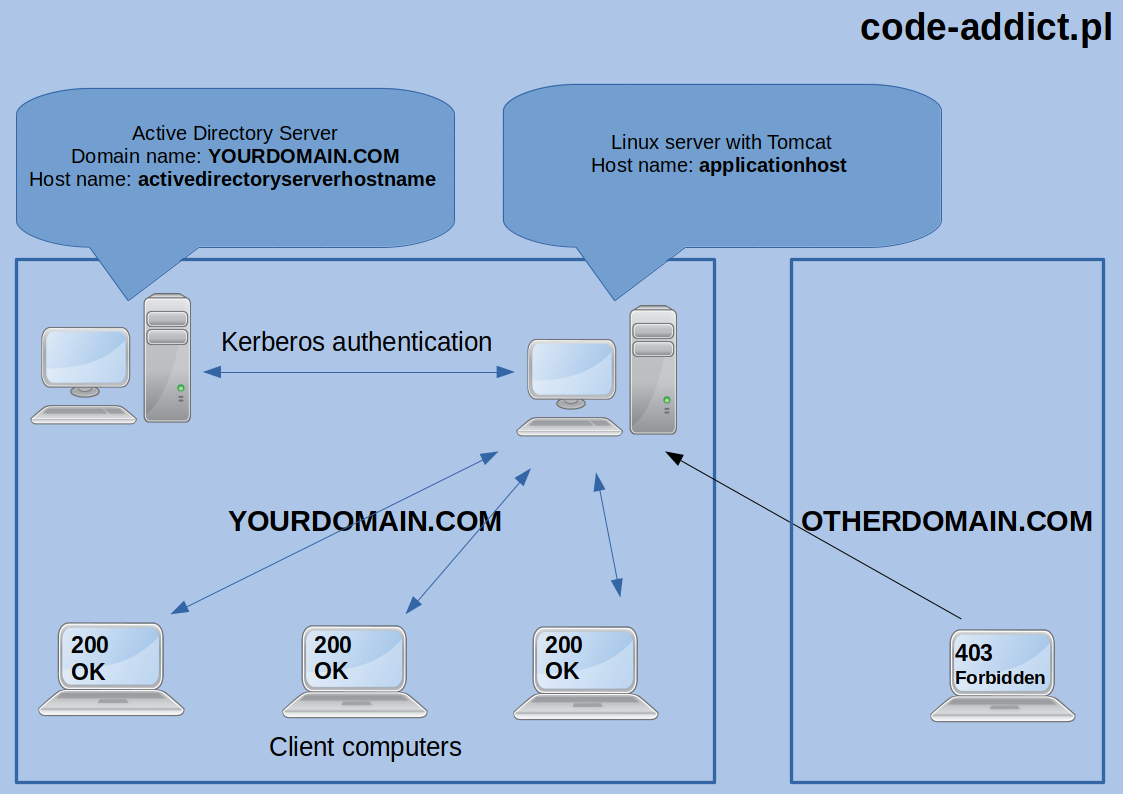 code-addict.pl
Active Directory Server
Domain name: YOURDOMAIN.COM
Host name: activedirectoryserverhostname
Linux server with Tomcat
Host name: applicationhost
Kerberos authentication
YOURDOMAIN.COM
OTHERDOMAIN.COM
200
OK
200
OK
200
OK
403
Forbidden
Client computers